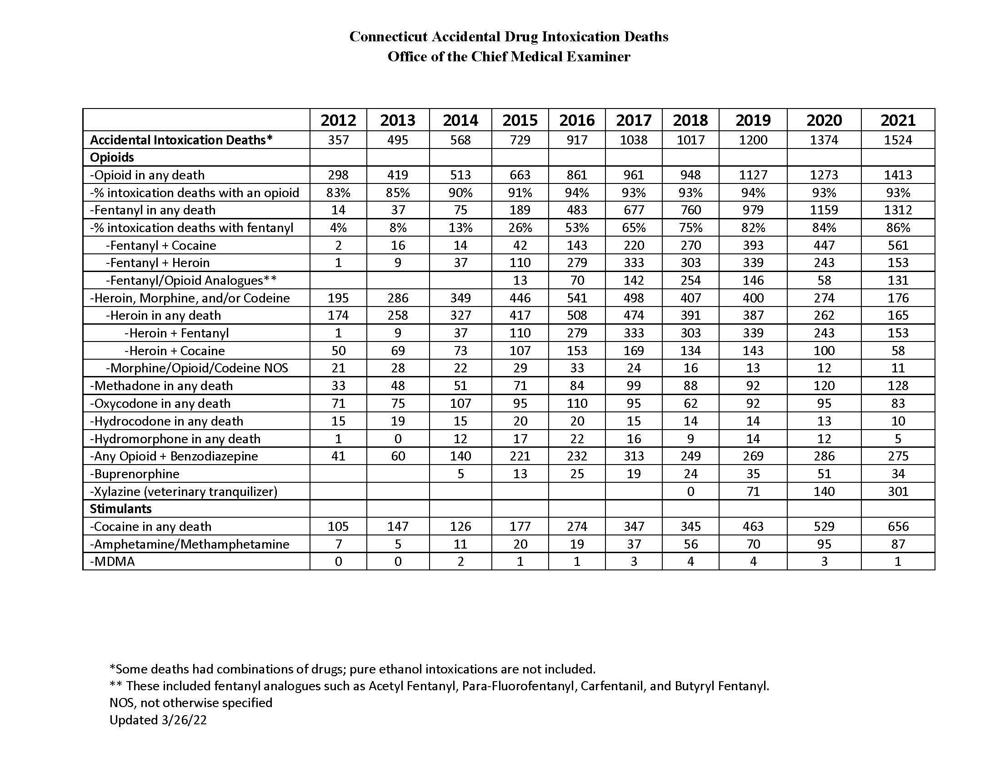 Connecticut Accidental Drug Intoxication Deaths
Office of the Chief Medical Examiner
2012 2013 2014 2015 2016 2017 2018 2019 2020 2021
Accidental Intoxication Deaths* 357 495 568 729 917 1038 1017 1200 1374 1524
Opioids
-Opioid in any death 298 419 513 663 861 961 948 1127 1273 1413
-% intoxication deaths with an opioid 83% 85% 90% 91% 94% 93% 93% 94% 93% 93%
-Fentanyl in any death 14 37 75 189 483 677 760 979 1159 1312
-% intoxication deaths with fentanyl 4% 8% 13% 26% 53% 65% 75% 82% 84% 86%
-Fentanyl + Cocaine 2 16 14 42 143 220 270 393 447 561
-Fentanyl + Heroin 1 9 37 110 279 333 303 339 243 153
-Fentanyl/Opioid Analogues** 13 70 142 254 146 58 131
-Heroin, Morphine, and/or Codeine 195 286 349 446 541 498 407 400 274 176
-Heroin in any death 174 258 327 417 508 474 391 387 262 165
-Heroin + Fentanyl 1 9 37 110 279 333 303 339 243 153
-Heroin + Cocaine 50 69 73 107 153 169 134 143 100 58
-Morphine/Opioid/Codeine NOS 21 28 22 29 33 24 16 13 12 11
-Methadone in any death 33 48 51 71 84 99 88 92 120 128
-Oxycodone in any death 71 75 107 95 110 95 62 92 95 83
-Hydrocodone in any death 15 19 15 20 20 15 14 14 13 10
-Hydromorphone in any death 1 0 12 17 22 16 9 14 12 5
-Any Opioid + Benzodiazepine 41 60 140 221 232 313 249 269 286 275
-Buprenorphine 5 13 25 19 24 35 51 34
-Xylazine (veterinary tranquilizer) 0 71 140 301
Stimulants
-Cocaine in any death 105 147 126 177 274 347 345 463 529 656
-Amphetamine/Methamphetamine 7 5 11 20 19 37 56 70 95 87
-MDMA 0 0 2 1 1 3 4 4 3 1
*Some deaths had combinations of drugs; pure ethanol intoxications are not included.
** These included fentanyl analogues such as Acetyl Fentanyl, Para-Fluorofentanyl, Carfentanil, and Butyryl Fentanyl.
NOS, not otherwise specified
Updated 3/26/22